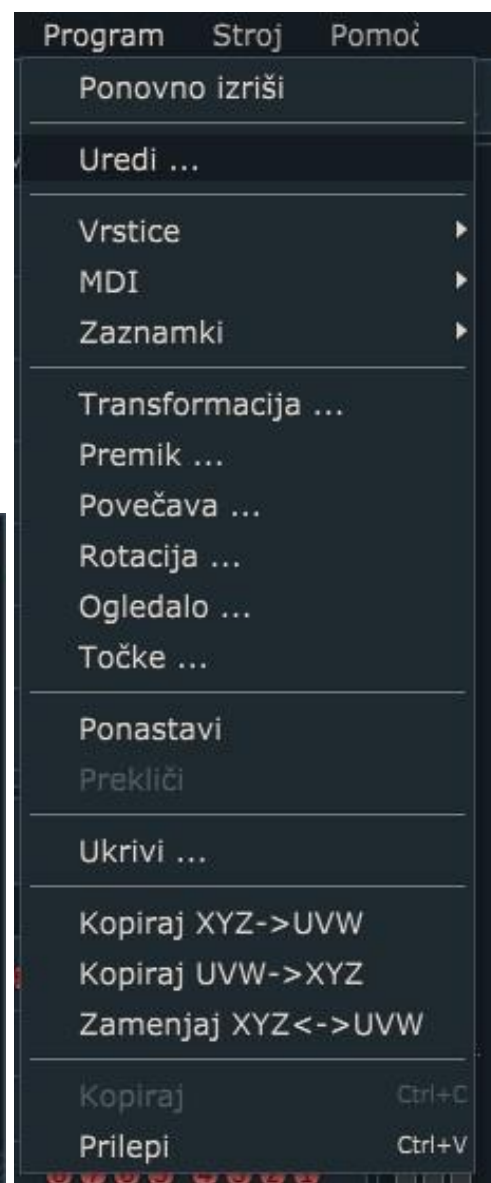 Program Stroj Pomoč
Ponovno izriši
Uredi ...
Vrstice
MDI
Zaznamki
Transformacija ...
Premik ...
Povečava ...
Rotacija ...
Ogledalo ...
Točke ...
Ponastavi
Prekliči
Ukrivi ...
Kopiraj XYZ->UVW
Kopiraj UVW->XYZ
Zamenjaj XYZ<->UVW
Kopiraj Ctrl+C
Prilepi Ctrl+V